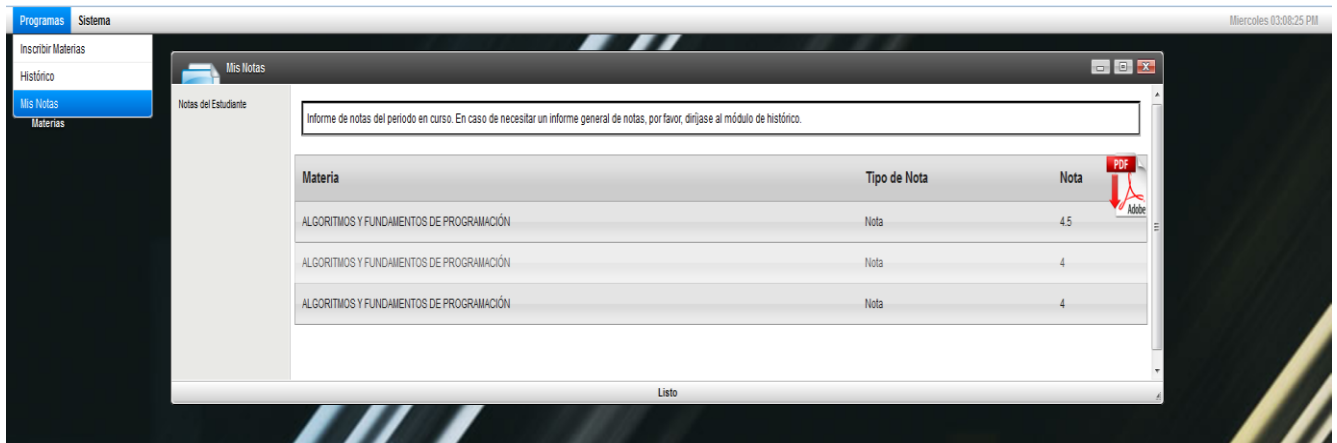 Programas Sistema Miercoles 03:08:25 PM
Inscribir Materias
Histórico
Mis Notas
Materias
Mis Notas
Notas del Estudiante
Informe de notas del periodo en curso. En caso de necesitar un informe general de notas, por favor, diríjase al módulo de histórico.
Materia Tipo de Nota Nota
PDF
Adobe
ALGORITMOS Y FUNDAMENTOS DE PROGRAMACIÓN Nota 4.5
ALGORITMOS Y FUNDAMENTOS DE PROGRAMACIÓN Nota 4
ALGORITMOS Y FUNDAMENTOS DE PROGRAMACIÓN Nota 4
Listo